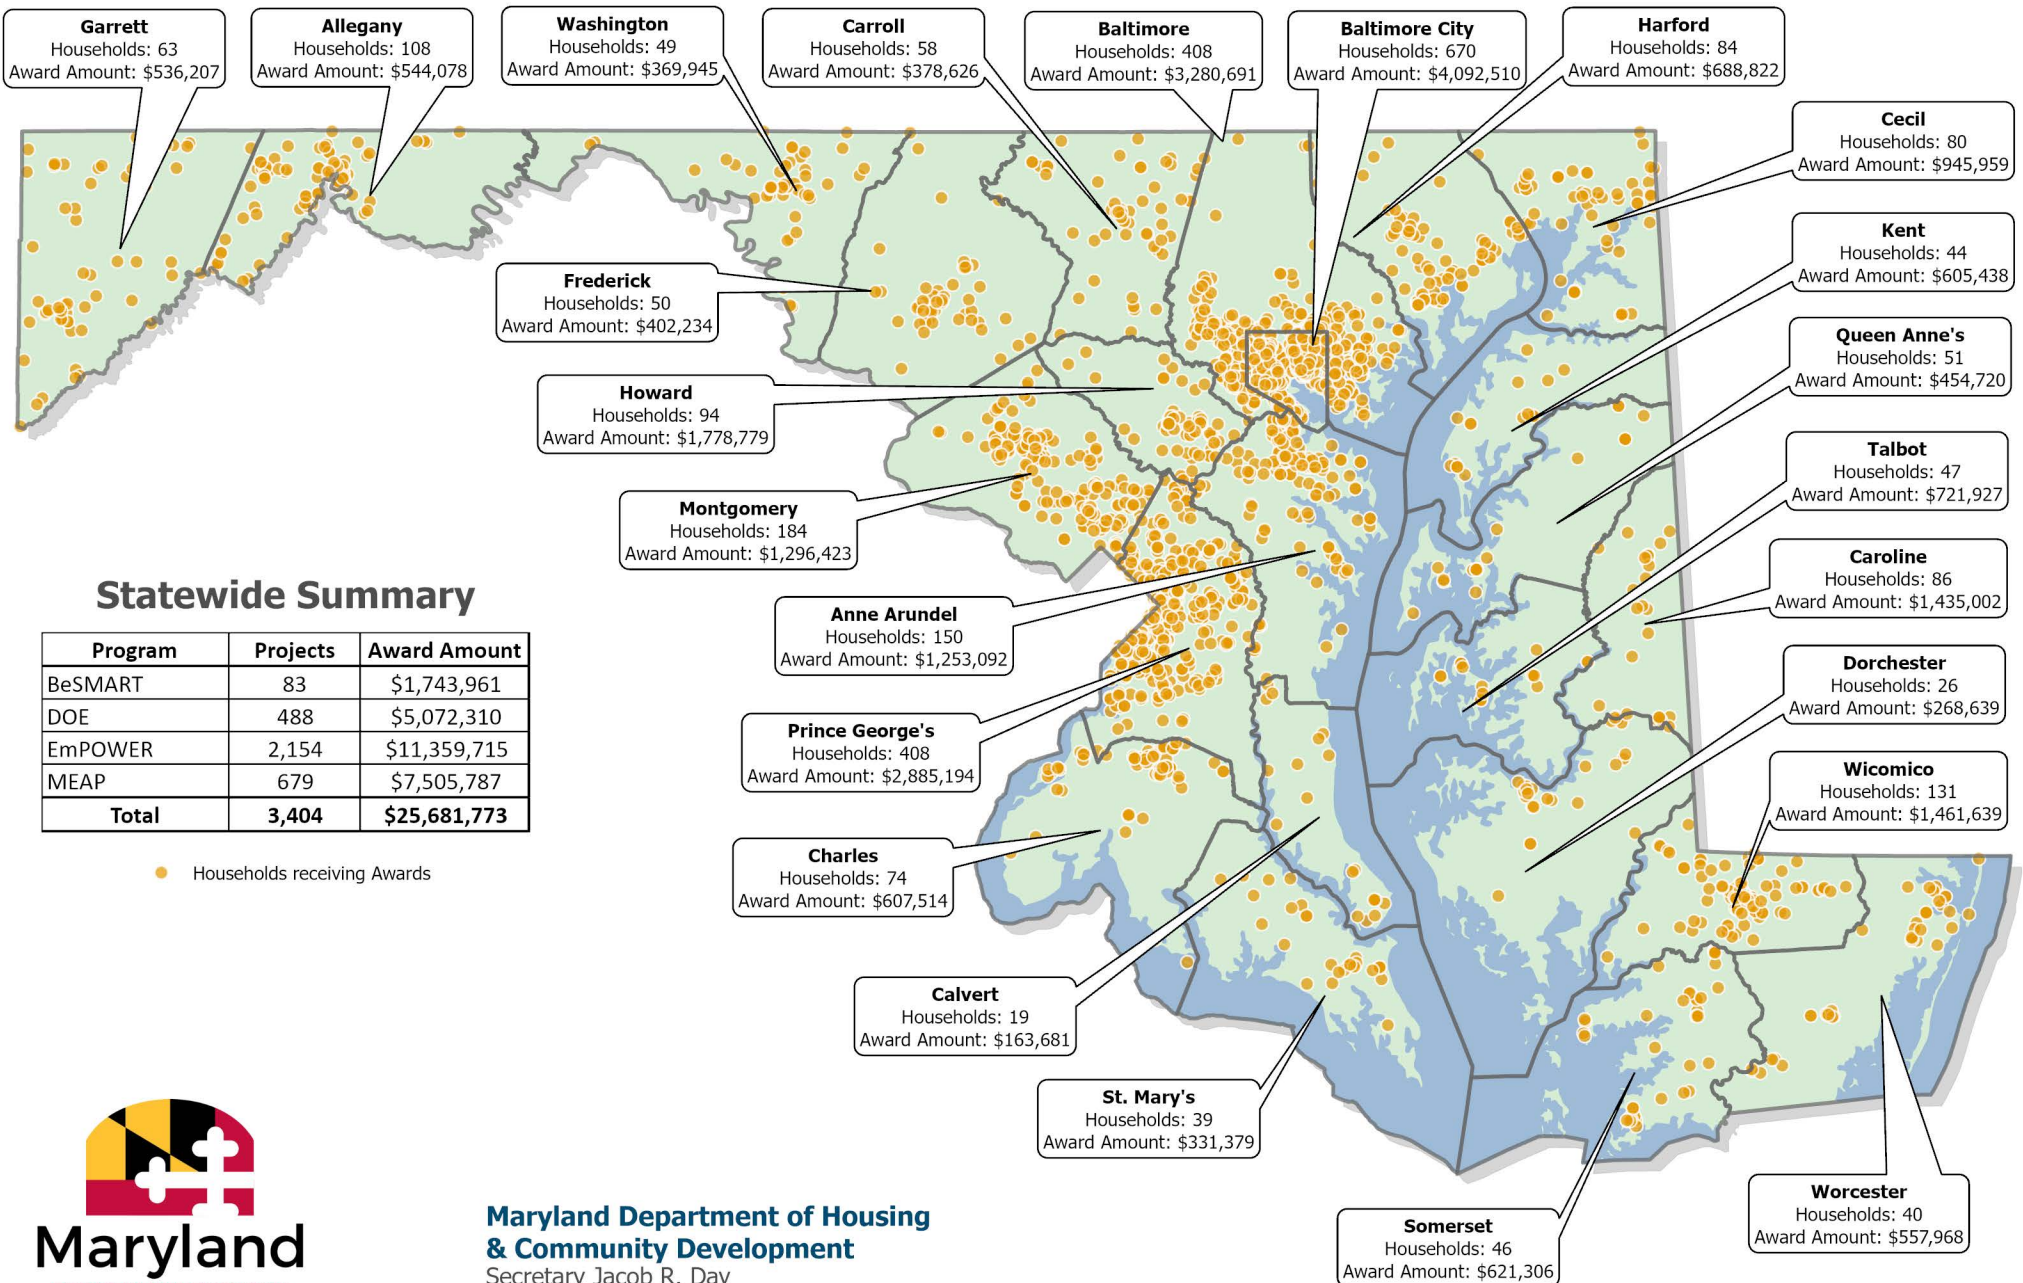 Garrett
Households: 63
Award Amount: $536,207
Allegany
Households: 108
Award Amount: $544,078
Washington
Households: 49
Award Amount: $369,945
Carroll
Households: 58
Award Amount: $378,626
Baltimore
Households: 408
Award Amount: $3,280,691
Baltimore City
Households: 670
Award Amount: $4,092,510
Harford
Households: 84
Award Amount: $688,822
Cecil
Households: 80
Award Amount: $945,959
Kent
Households: 44
Award Amount: $605,438
Frederick
Households: 50
Award Amount: $402,234
Queen Anne's
Households: 51
Award Amount: $454,720
Howard
Households: 94
Award Amount: $1,778,779
Talbot
Households: 47
Award Amount: $721,927
Montgomery
Households: 184
Award Amount: $1,296,423
Caroline
Households: 86
Award Amount: $1,435,002
Anne Arundel
Households: 150
Award Amount: $1,253,092
Dorchester
Households: 26
Award Amount: $268,639
Prince George's
Households: 408
Award Amount: $2,885,194
Wicomico
Households: 131
Award Amount: $1,461,639
Charles
Households: 74
Award Amount: $607,514
Calvert
Households: 19
Award Amount: $163,681
St. Mary's
Households: 39
Award Amount: $331,379
Somerset
Households: 46
Award Amount: $621,306
Worcester
Households: 40
Award Amount: $557,968
Statewide Summary
Program Projects Award Amount
BeSMART 83 $1,743,961
DOE 488 $5,072,310
EmPOWER 2,154 $11,359,715
MEAP 679 $7,505,787
Total 3,404 $25,681,773
Households receiving Awards
Maryland
Maryland Department of Housing
& Community Development
Secretary Jacob R. Day